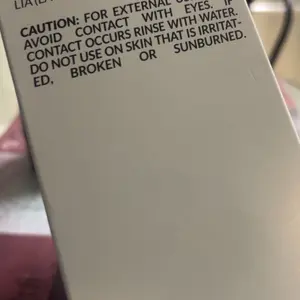 CAUTION: FOR EXTERNAL
AVOID CONTACT WITH EYES. IF
CONTACT OCCURS RINSE WITH WATER.
DO NOT USE ON SKIN THAT IS IRRITAT-
ED, BROKEN OR SUNBURNED.